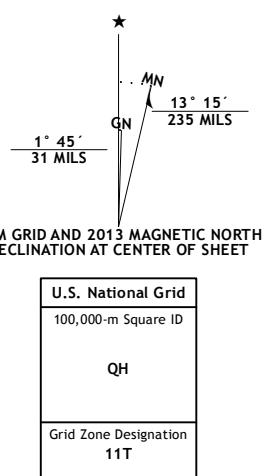 ★
MN
GN
1° 45´
31 MILS
13° 15´
235 MILS
M GRID AND 2013 MAGNETIC NORTH
ECLINATION AT CENTER OF SHEET
U.S. National Grid
100,000-m Square ID
QH
Grid Zone Designation
11T